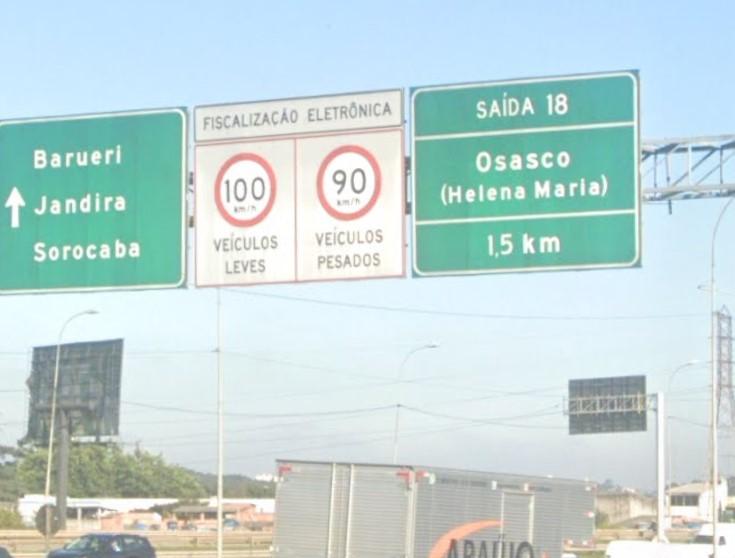 Barueri
Jandira
Sorocaba
FISCALIZAÇÃO ELETRÔNICA
100
km/h
VEÍCULOS
LEVES
90
km/h
VEÍCULOS
PESADOS
SAÍDA 18
Osasco
(Helena Maria)
1,5 km
ARAÚJO